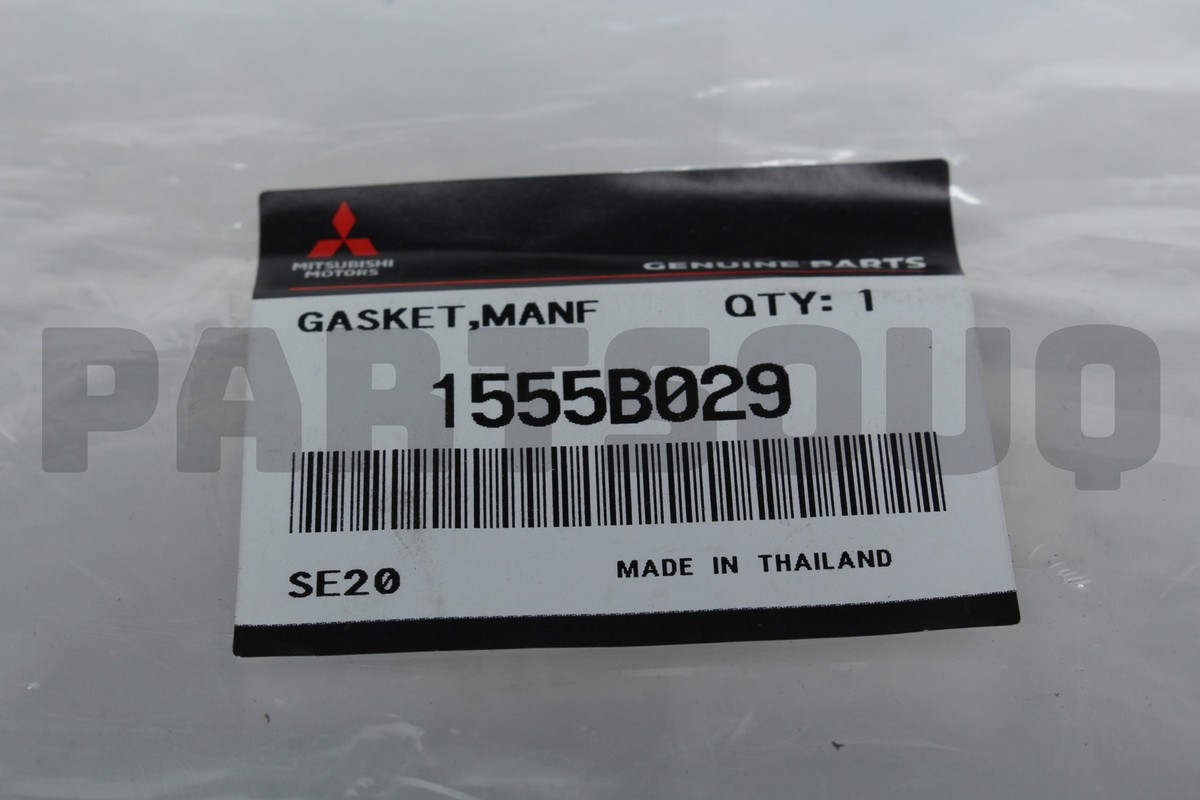 MITSUBISHI
MOTORS
GENUINE PARTS
GASKET,MANF QTY: 1
PARTSOUQ
1555B029
SE20 MADE IN THAILAND